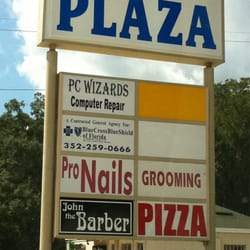 PLAZA
PC WIZARDS
Computer Repair
A Contracted General Agency For:
BlueCross BlueShield
of Florida
352-259-0666
Pro Nails
GROOMING
John
the Barber
PIZZA